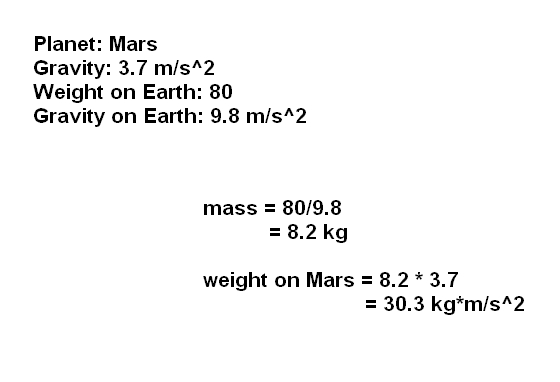 Planet: Mars
Gravity: 3.7 m/s^2
Weight on Earth: 80
Gravity on Earth: 9.8 m/s^2
mass = 80/9.8
= 8.2 kg
weight on Mars = 8.2 * 3.7
= 30.3 kg*m/s^2